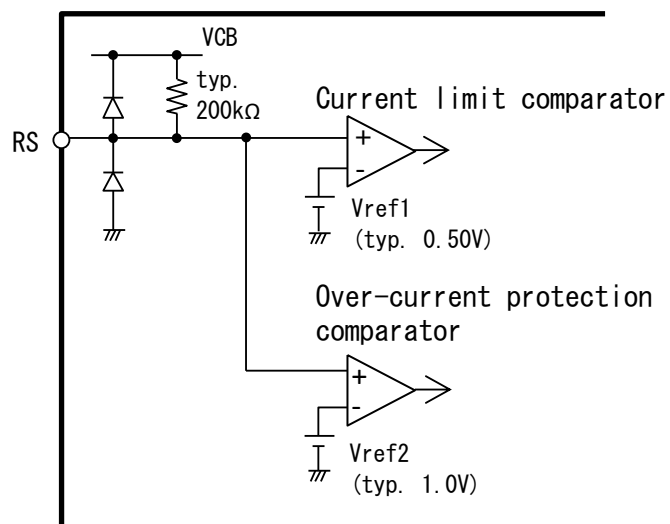 VCB
typ.
200kΩ
RS
Current limit comparator
+
-
Vref1
(typ. 0.50V)
Over-current protection
comparator
+
-
Vref2
(typ. 1.0V)